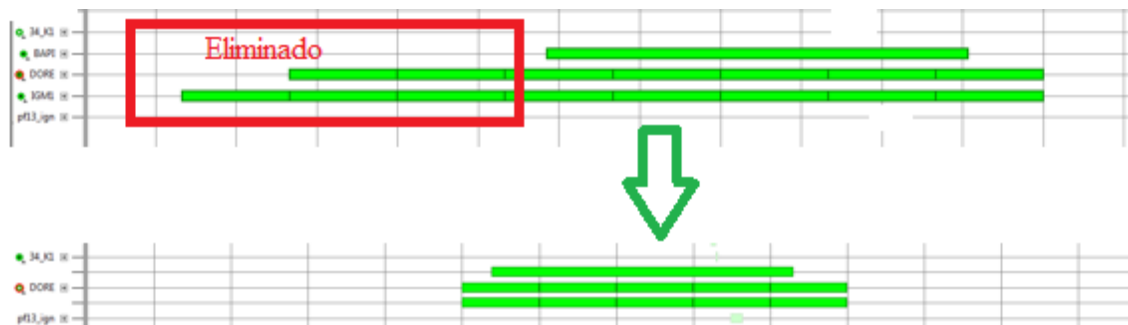 34_K1
Eliminado
BAPI
DORE
IGM1
pf13_ign
34_K1
DORE
pf13_ign